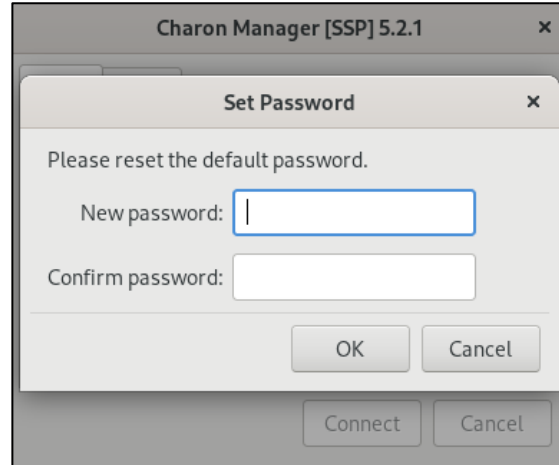 Charon Manager [SSP] 5.2.1 ×
Set Password ×
Please reset the default password.
New password:
Confirm password:
OK Cancel
Connect Cancel